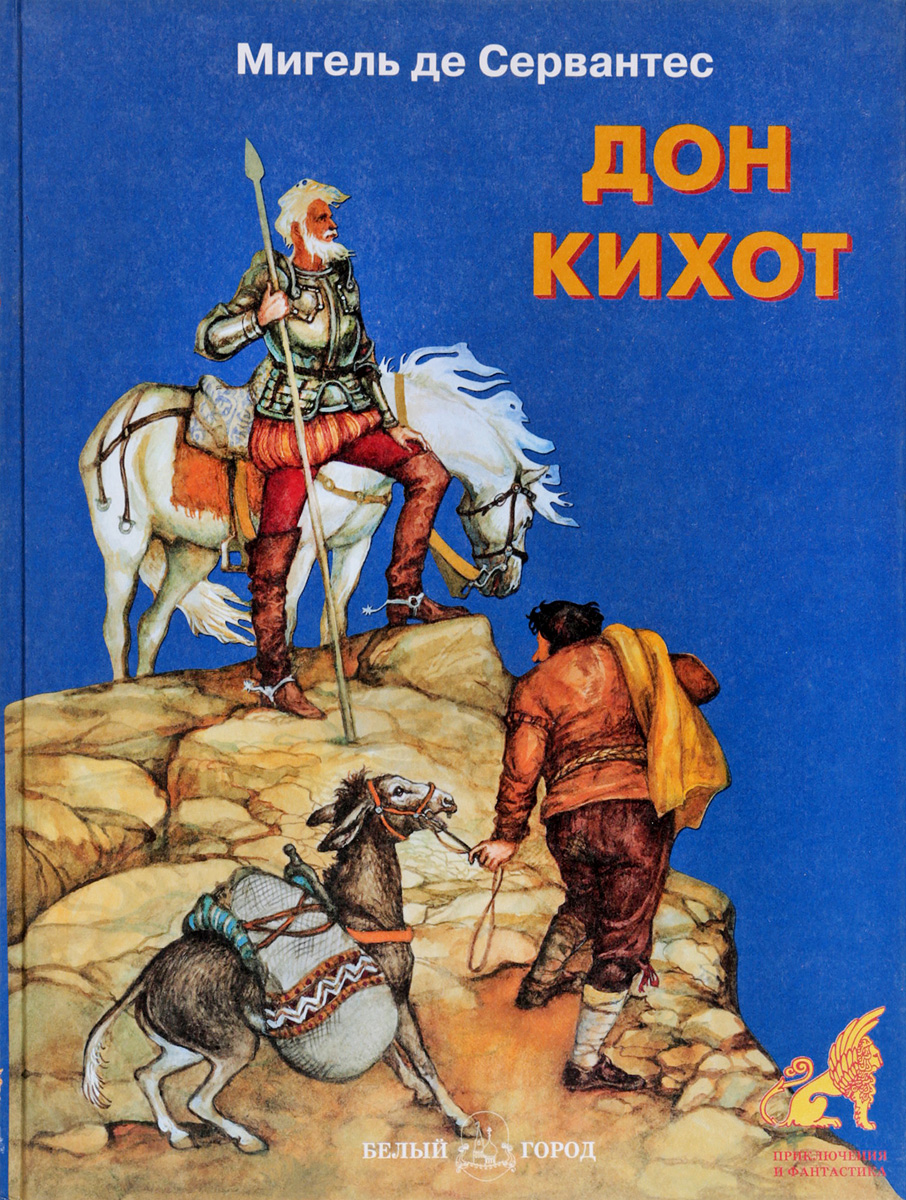 Мигель де Сервантес
ДОН
КИХОТ
БЕЛЫЙ ГОРОД
ПРИКЛЮЧЕНИЯ
И ФАНТАСТИКА